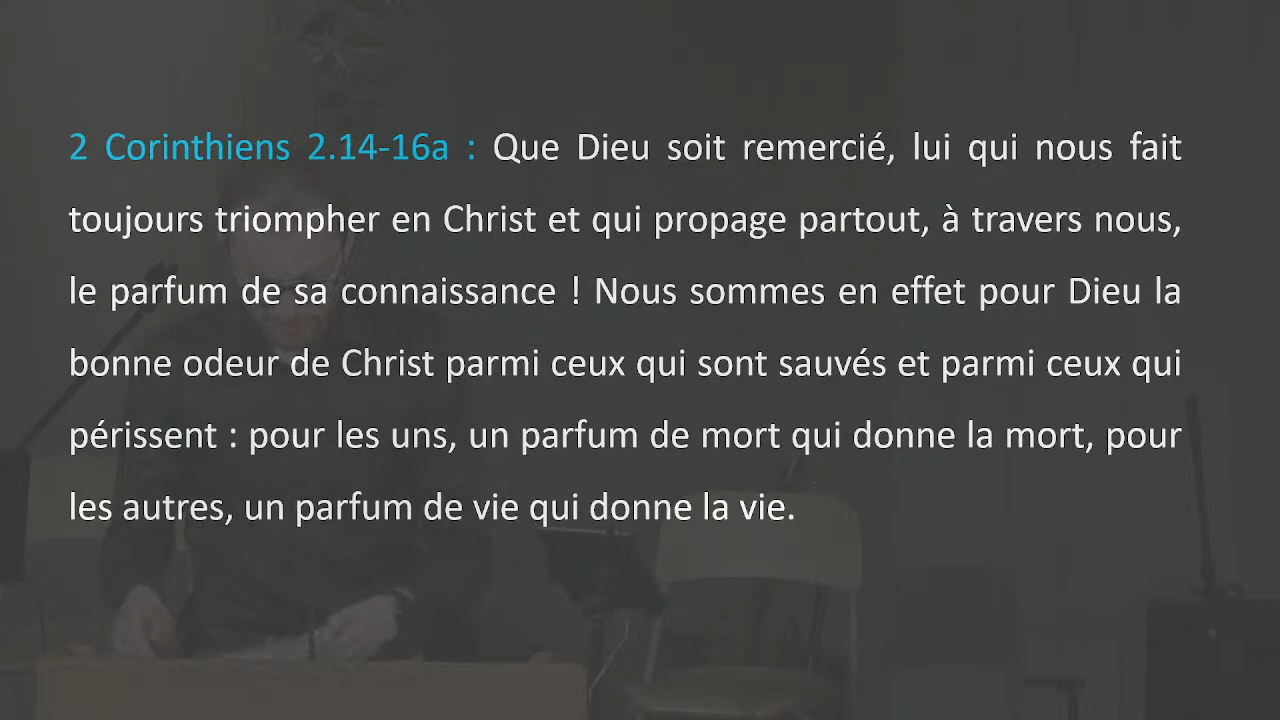 2 Corinthiens 2.14-16a : Que Dieu soit remercié, lui qui nous fait
toujours triompher en Christ et qui propage partout, à travers nous,
le parfum de sa connaissance ! Nous sommes en effet pour Dieu la
bonne odeur de Christ parmi ceux qui sont sauvés et parmi ceux qui
périssent : pour les uns, un parfum de mort qui donne la mort, pour
les autres, un parfum de vie qui donne la vie.